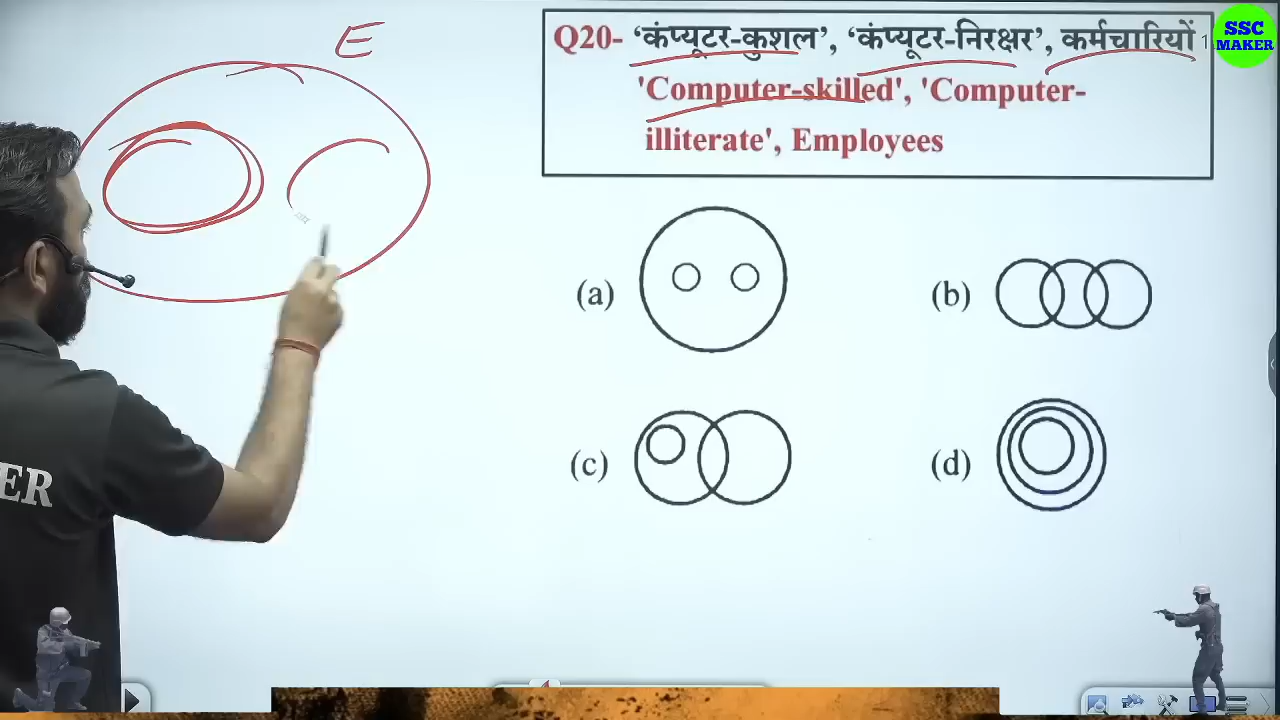 E
Q20- ‘कंप्यूटर-कुशल’, ‘कंप्यूटर-निरक्षर’, कर्मचारियों
'Computer-skilled', 'Computer-
illiterate', Employees
SSC
MAKER
(a)
(b)
(c)
(d)
ER